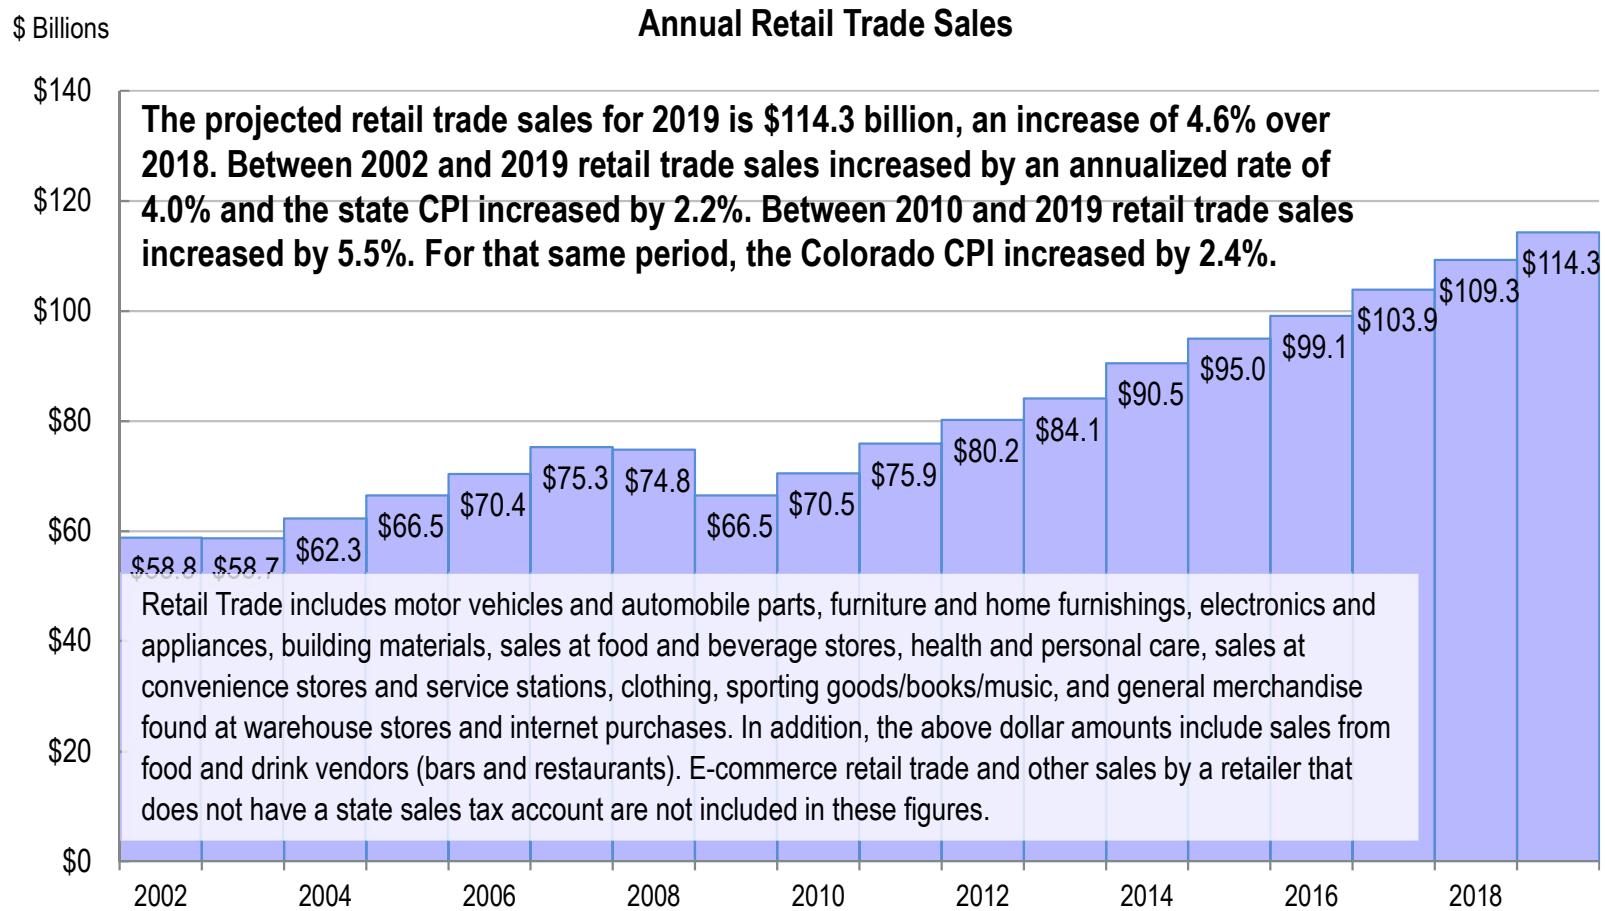 $ Billions
Annual Retail Trade Sales
$140
$120
$100
$80
$60
$40
$20
$0
The projected retail trade sales for 2019 is $114.3 billion, an increase of 4.6% over
2018. Between 2002 and 2019 retail trade sales increased by an annualized rate of
4.0% and the state CPI increased by 2.2%. Between 2010 and 2019 retail trade sales
increased by 5.5%. For that same period, the Colorado CPI increased by 2.4%.
$58.8
$58.7
$62.3
$66.5
$70.4
$75.3
$74.8
$66.5
$70.5
$75.9
$80.2
$84.1
$90.5
$95.0
$99.1
$103.9
$109.3
$114.3
Retail Trade includes motor vehicles and automobile parts, furniture and home furnishings, electronics and
appliances, building materials, sales at food and beverage stores, health and personal care, sales at
convenience stores and service stations, clothing, sporting goods/books/music, and general merchandise
found at warehouse stores and internet purchases. In addition, the above dollar amounts include sales from
food and drink vendors (bars and restaurants). E-commerce retail trade and other sales by a retailer that
does not have a state sales tax account are not included in these figures.
2002
2004
2006
2008
2010
2012
2014
2016
2018